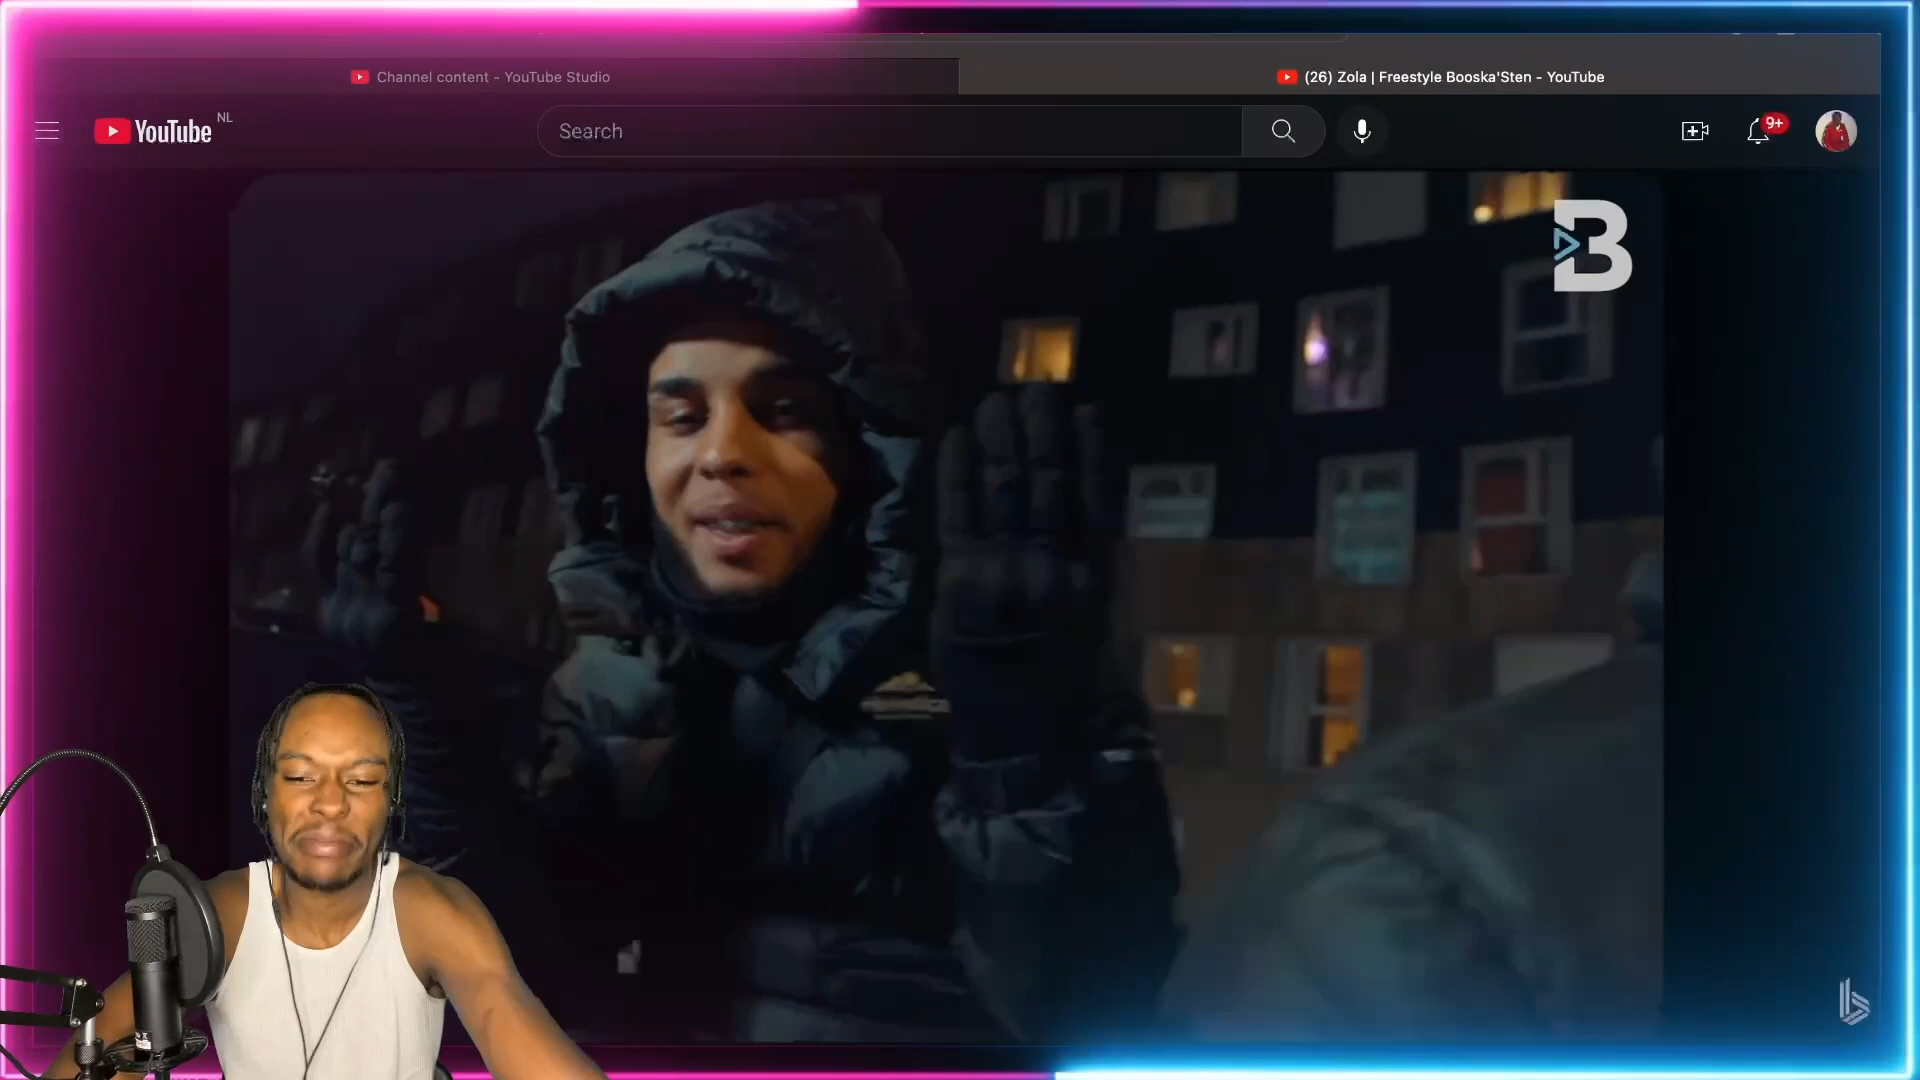 Channel content - YouTube Studio
(26) Zola | Freestyle Booska'Sten - YouTube
YouTube NL
Search
9+
B